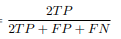 = 2TP / 2TP + FP + FN